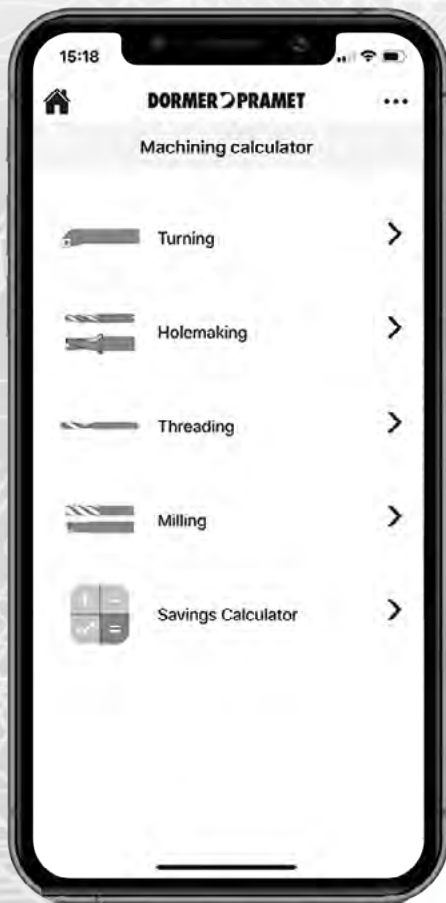 15:18
DORMER PRAMET
Machining calculator
Turning
Holemaking
Threading
Milling
Savings Calculator